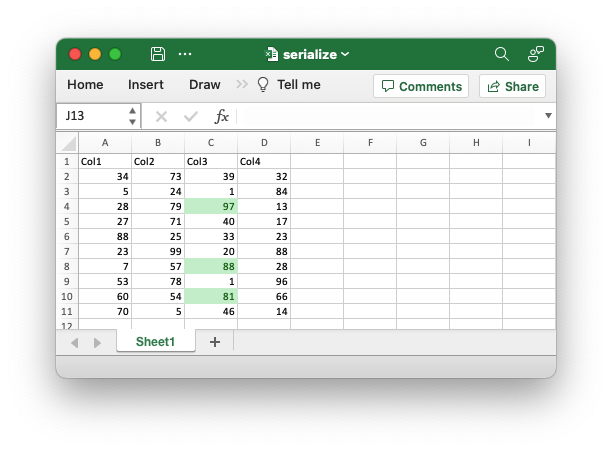 serialize
Home Insert Draw Tell me Comments Share
J13 fx
A B C D E F G H I
1 Col1 Col2 Col3 Col4
2 34 73 39 32
3 5 24 1 84
4 28 79 97 13
5 27 71 40 17
6 88 25 33 23
7 23 99 20 88
8 7 57 88 28
9 53 78 1 96
10 60 54 81 66
11 70 5 46 14
12
Sheet1 +